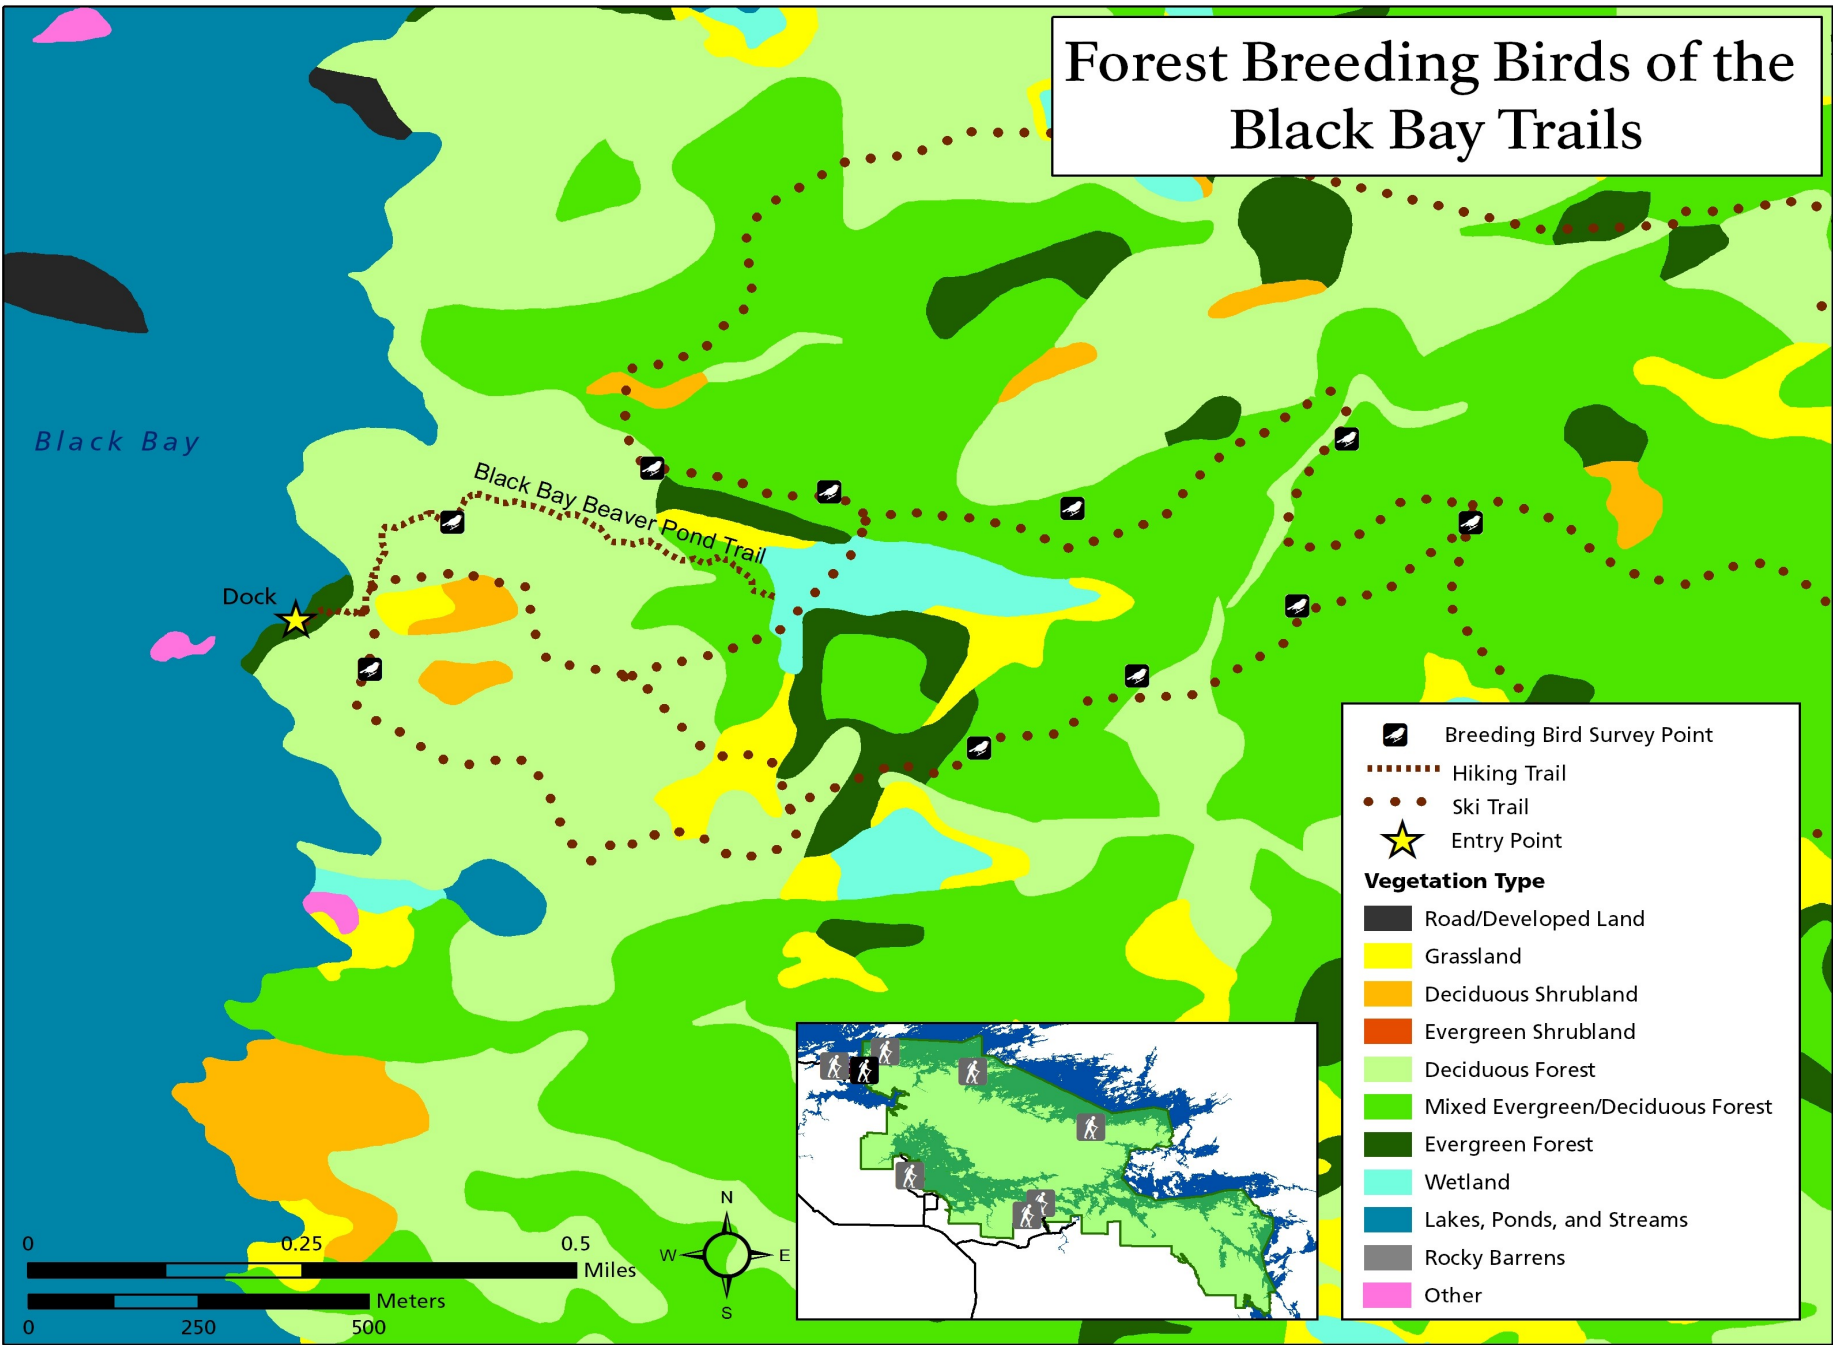 Forest Breeding Birds of the
Black Bay Trails
Black Bay
Black Bay Beaver Pond Trail
Dock
Breeding Bird Survey Point
Hiking Trail
Ski Trail
Entry Point
Vegetation Type
Road/Developed Land
Grassland
Deciduous Shrubland
Evergreen Shrubland
Deciduous Forest
Mixed Evergreen/Deciduous Forest
Evergreen Forest
Wetland
Lakes, Ponds, and Streams
Rocky Barrens
Other
N
W E
S
0 0.25 0.5
Miles
Meters
0 250 500